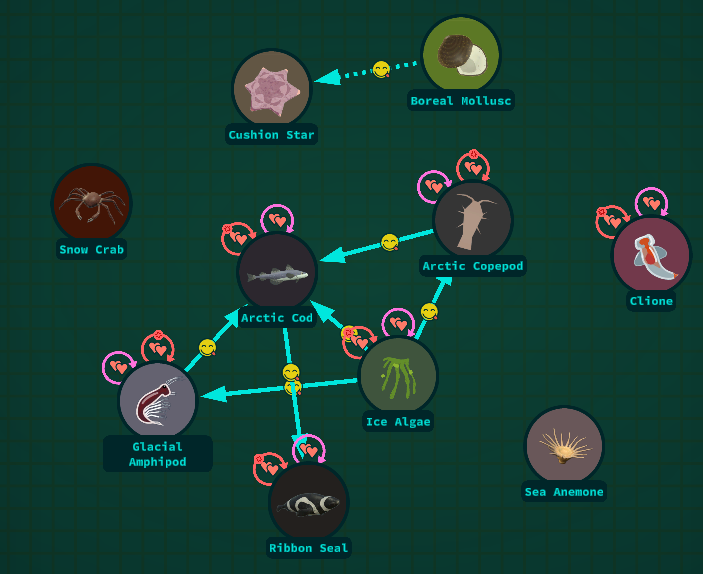 Boreal Mollusc
Cushion Star
Snow Crab
Arctic Copepod
Clione
Arctic Cod
Ice Algae
Glacial
Amphipod
Sea Anemone
Ribbon Seal